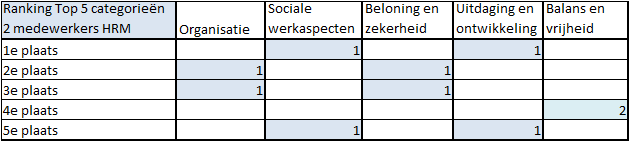 Ranking Top 5 categorieën Sociale Beloning en Uitdaging en Balans en
2 medewerkers HRM Organisatie werkaspecten zekerheid ontwikkeling vrijheid
1e plaats 1 1
2e plaats 1 1
3e plaats 1 1
4e plaats 2
5e plaats 1 1